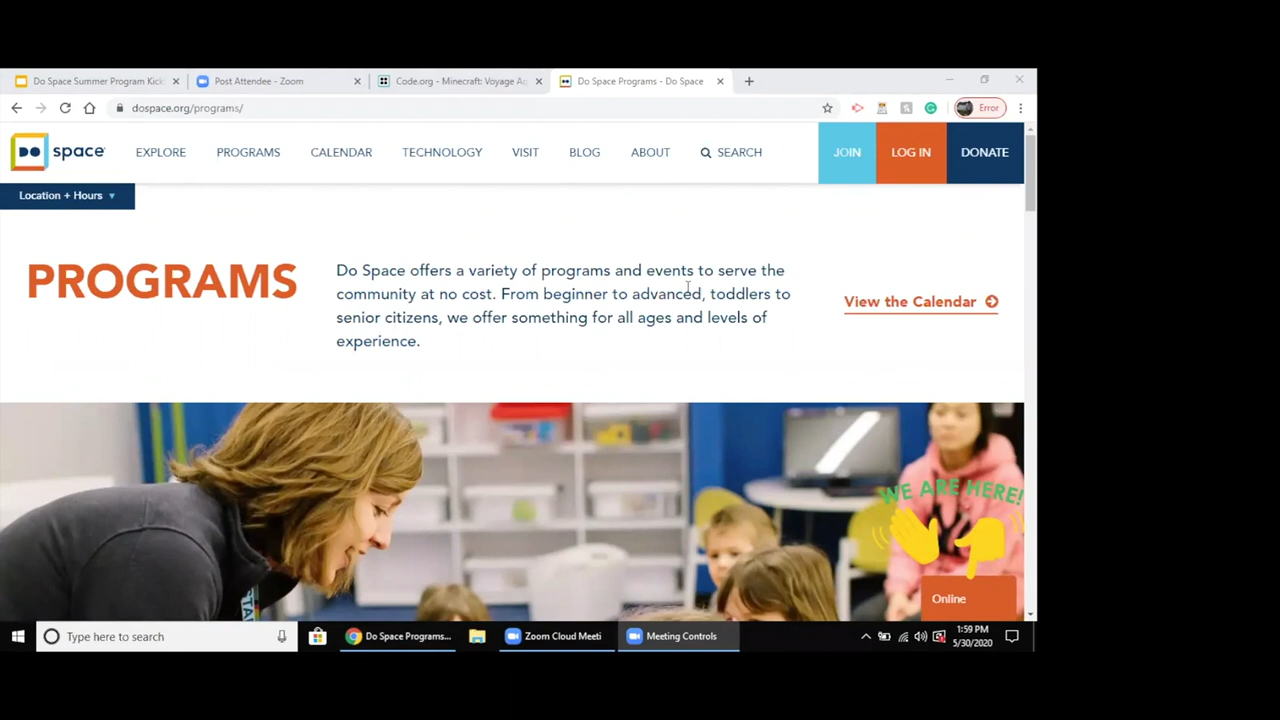 Do Space Summer Program Kick
Post Attendee - Zoom
Code.org - Minecraft: Voyage Aq
Do Space Programs - Do Space
dospace.org/programs/
Error
DO space
EXPLORE
PROGRAMS
CALENDAR
TECHNOLOGY
VISIT
BLOG
ABOUT
SEARCH
JOIN
LOG IN
DONATE
Location + Hours
PROGRAMS
Do Space offers a variety of programs and events to serve the
community at no cost. From beginner to advanced, toddlers to
senior citizens, we offer something for all ages and levels of
experience.
View the Calendar
WE ARE HERE!
Online
Type here to search
Do Space Programs...
Zoom Cloud Meeti
Meeting Controls
1:59 PM
5/30/2020